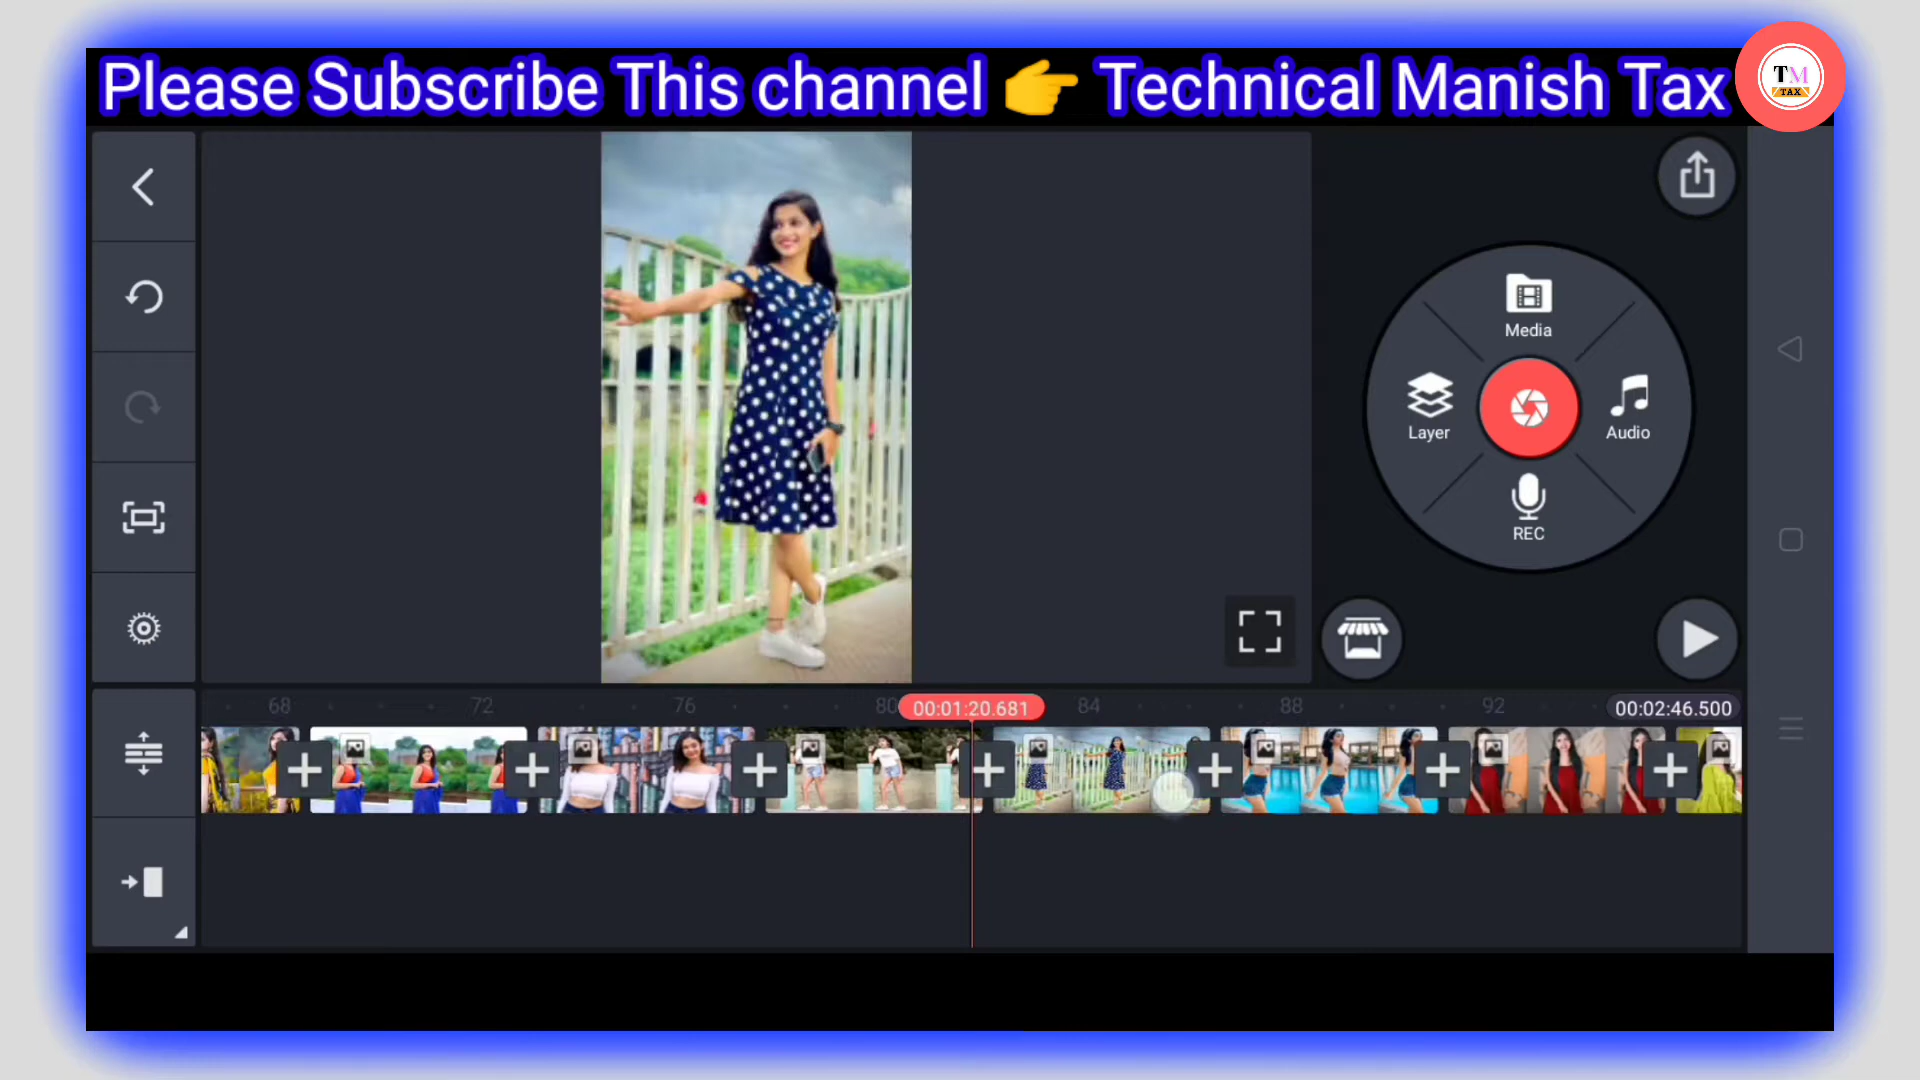 Please Subscribe This channel 👉 Technical Manish Tax
TM
TAX
Media
Layer
Audio
REC
68
72
76
80
00:01:20.681
84
88
92
00:02:46.500